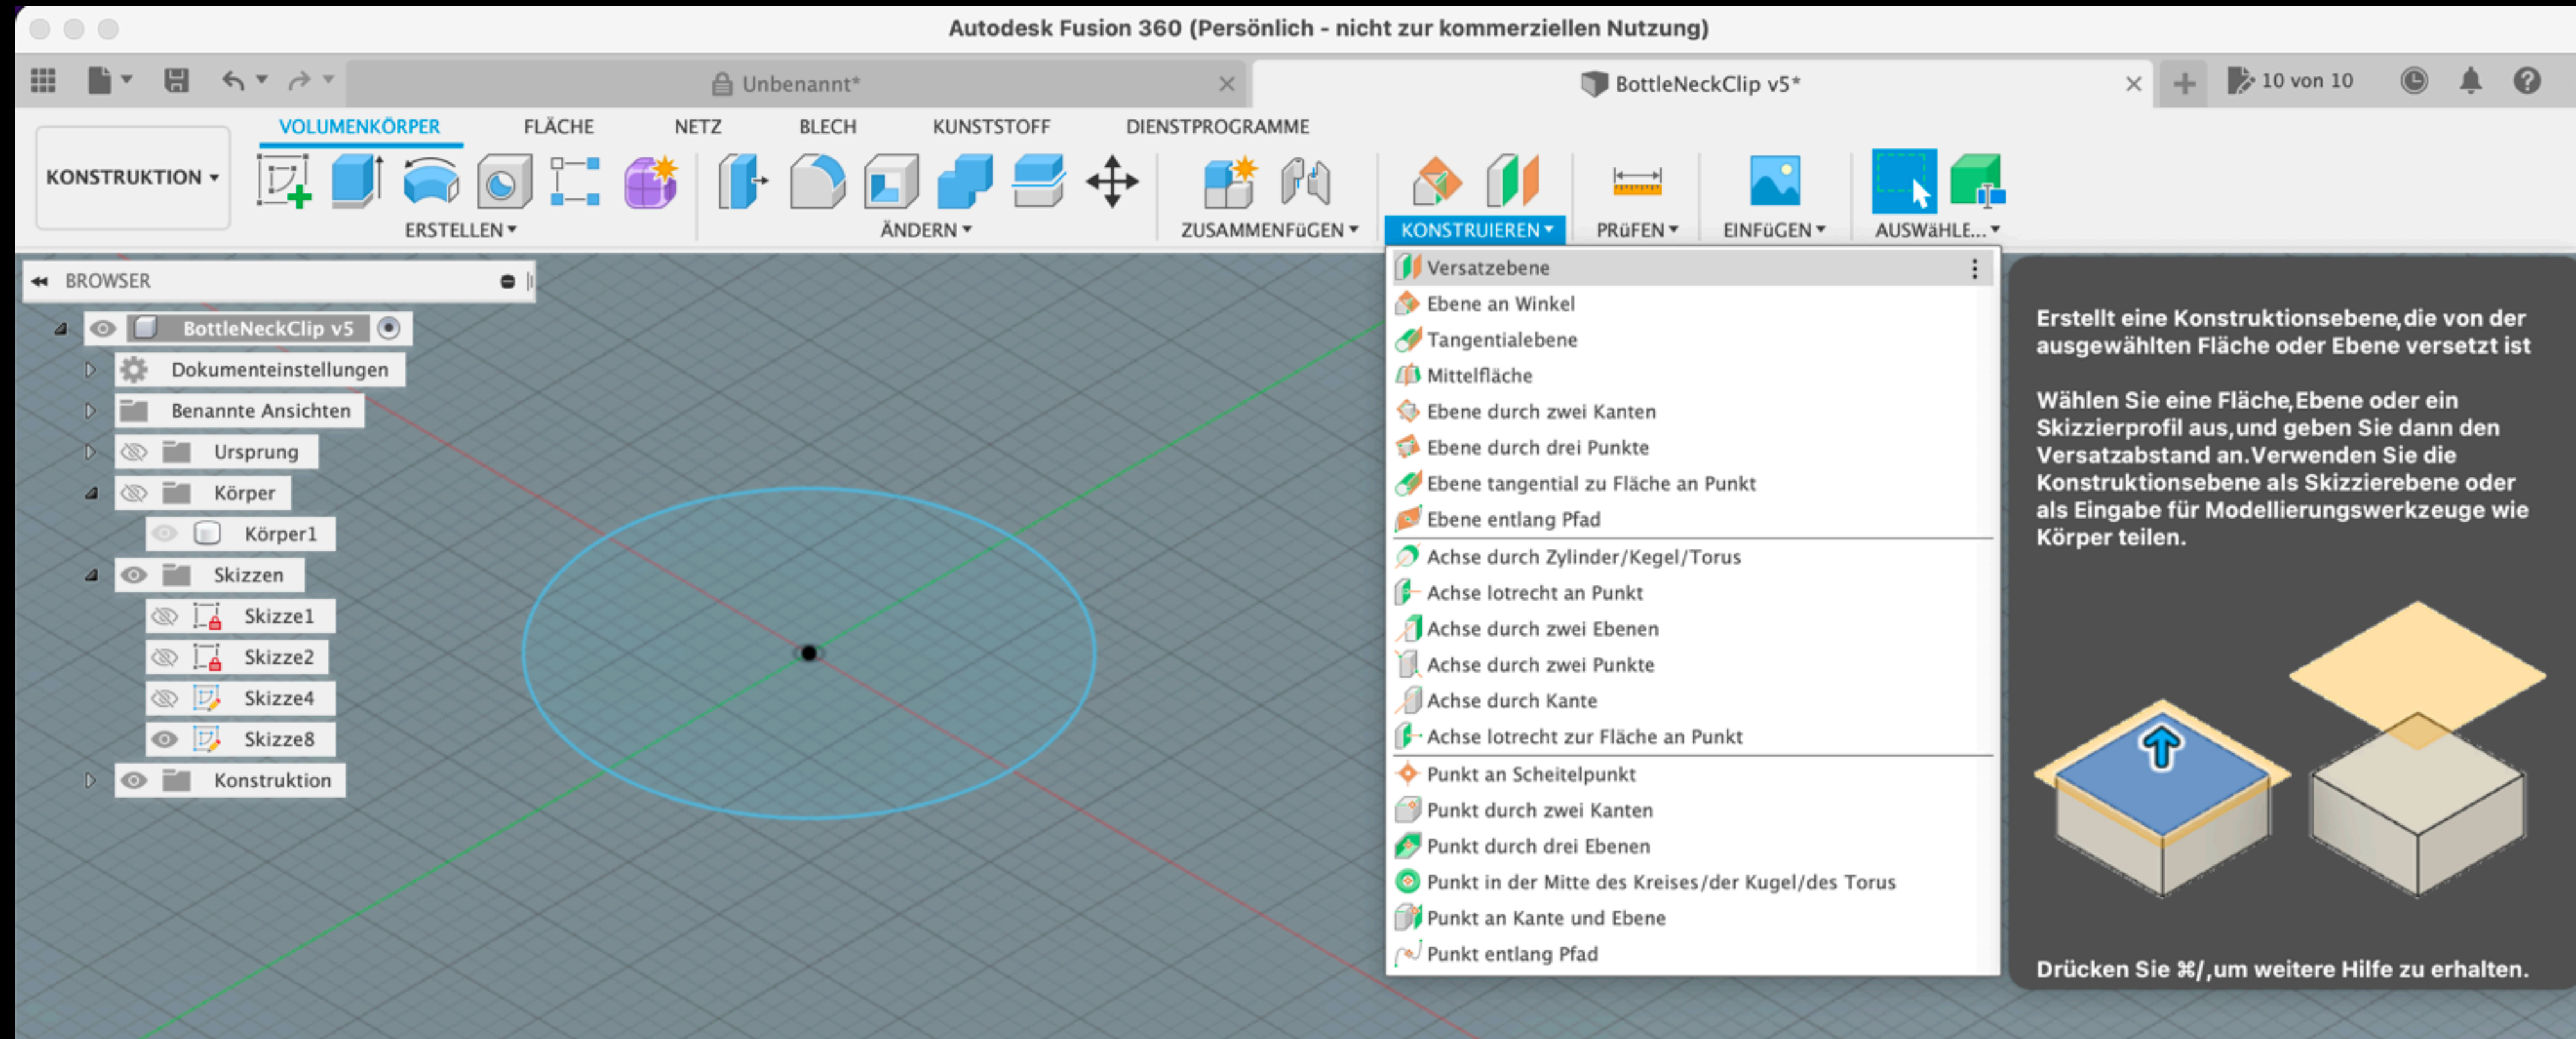 Autodesk Fusion 360 (Persönlich - nicht zur kommerziellen Nutzung)
Unbenannt*
BottleNeckClip v5*
10 von 10
VOLUMENKÖRPER FLÄCHE NETZ BLECH KUNSTSTOFF DIENSTPROGRAMME
KONSTRUKTION
ERSTELLEN ÄNDERN ZUSAMMENFüGEN KONSTRUIEREN PRüFEN EINFüGEN AUSWäHLE...
BROWSER
BottleNeckClip v5
Dokumenteinstellungen
Benannte Ansichten
Ursprung
Körper
Körper1
Skizzen
Skizze1
Skizze2
Skizze4
Skizze8
Konstruktion
Versatzebene
Ebene an Winkel
Tangentialebene
Mittelfläche
Ebene durch zwei Kanten
Ebene durch drei Punkte
Ebene tangential zu Fläche an Punkt
Ebene entlang Pfad
Achse durch Zylinder/Kegel/Torus
Achse lotrecht an Punkt
Achse durch zwei Ebenen
Achse durch zwei Punkte
Achse durch Kante
Achse lotrecht zur Fläche an Punkt
Punkt an Scheitelpunkt
Punkt durch zwei Kanten
Punkt durch drei Ebenen
Punkt in der Mitte des Kreises/der Kugel/des Torus
Punkt an Kante und Ebene
Punkt entlang Pfad
Erstellt eine Konstruktionsebene,die von der
ausgewählten Fläche oder Ebene versetzt ist
Wählen Sie eine Fläche,Ebene oder ein
Skizzierprofil aus,und geben Sie dann den
Versatzabstand an.Verwenden Sie die
Konstruktionsebene als Skizzierebene oder
als Eingabe für Modellierungswerkzeuge wie
Körper teilen.
Drücken Sie ⌘/,um weitere Hilfe zu erhalten.